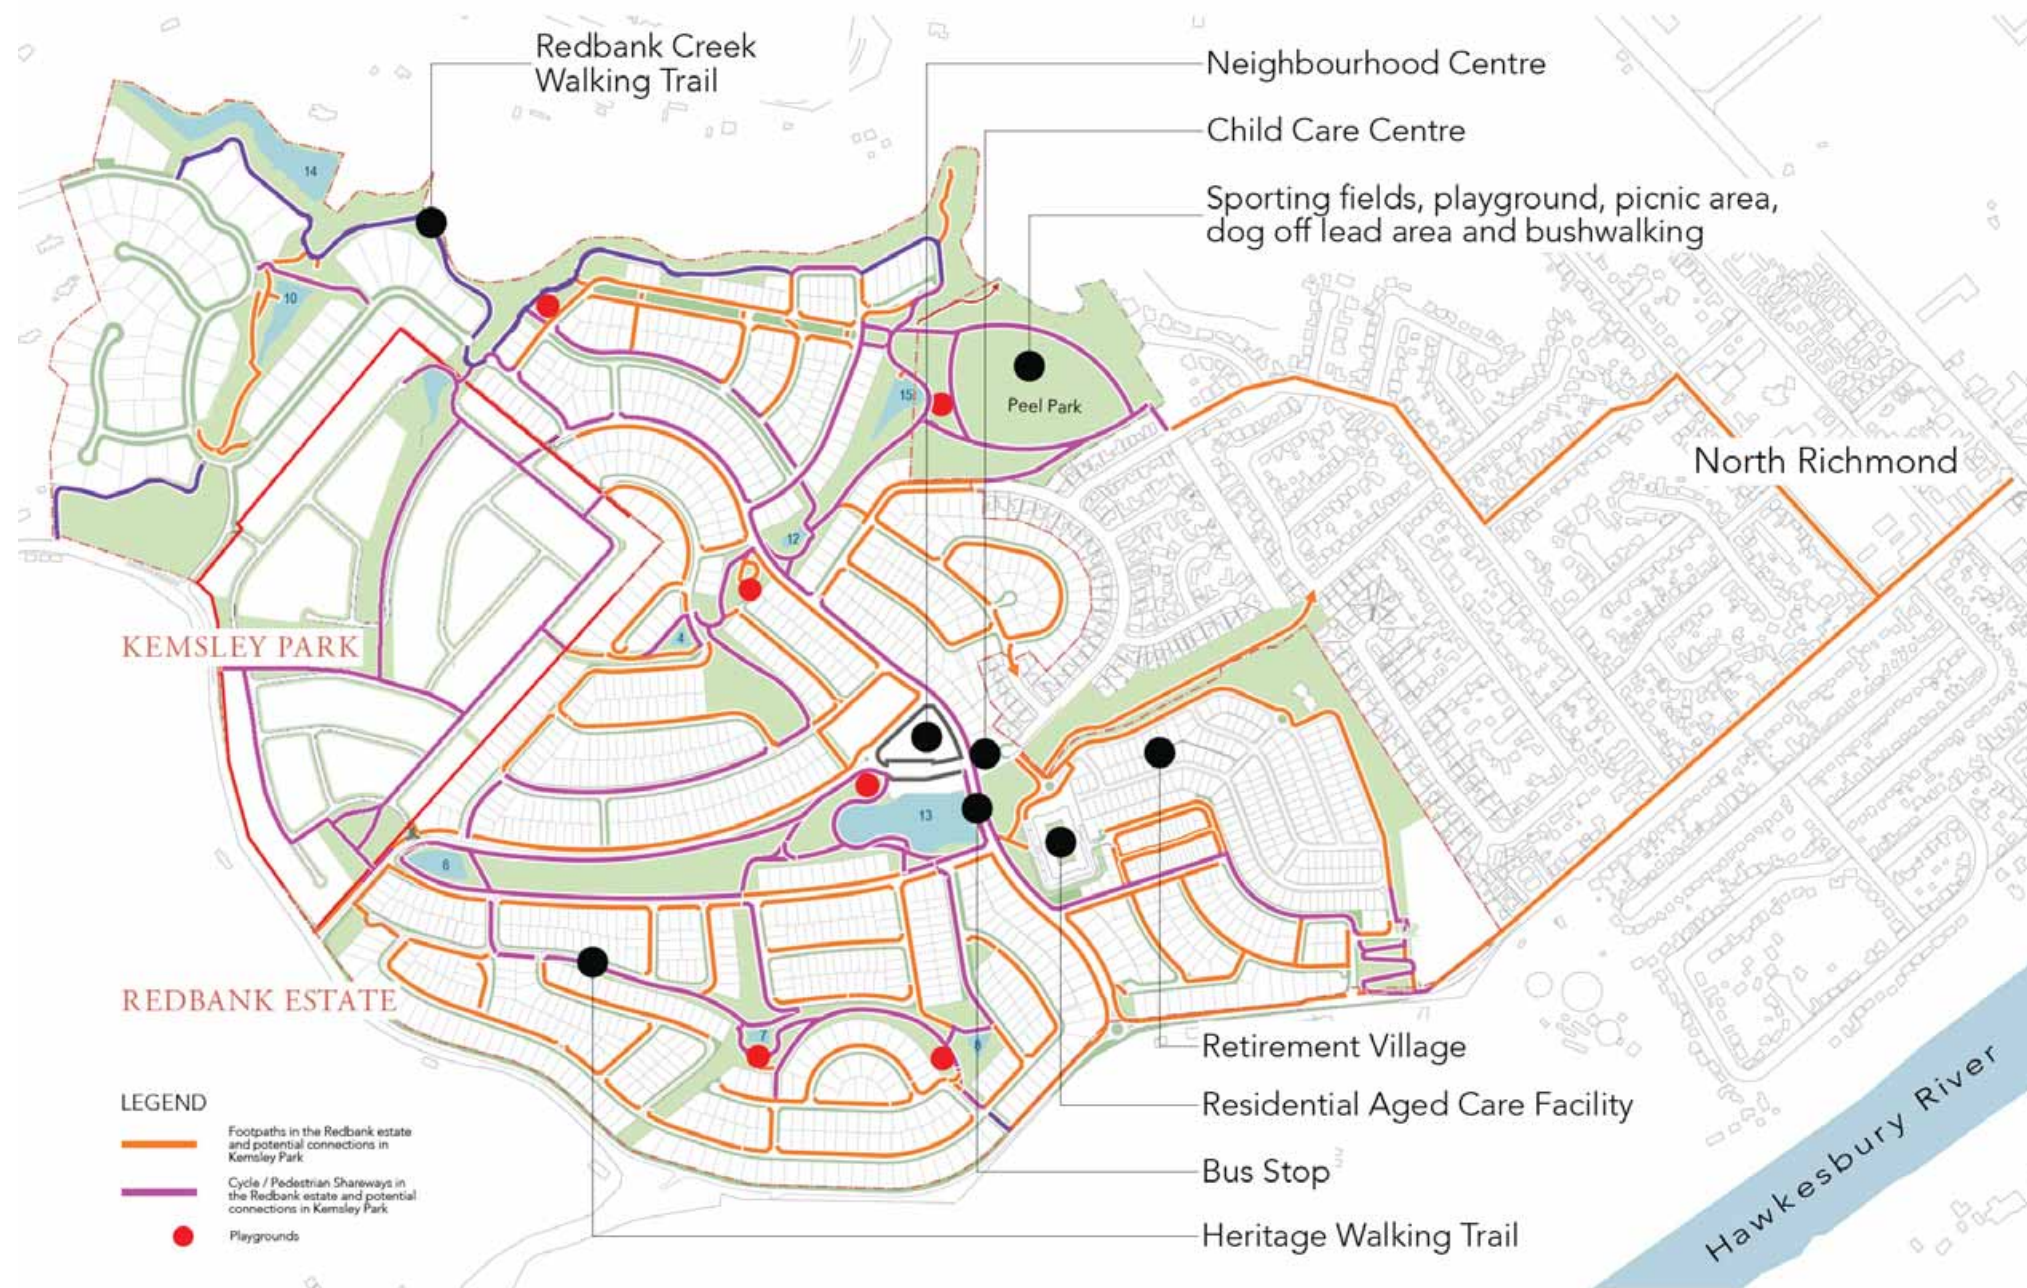 Redbank Creek
Walking Trail
Neighbourhood Centre
Child Care Centre
Sporting fields, playground, picnic area,
dog off lead area and bushwalking
14
10
15
Peel Park
North Richmond
12
KEMSLEY PARK
4
13
6
REDBANK ESTATE
7
Retirement Village
Residential Aged Care Facility
Bus Stop
Heritage Walking Trail
Hawkesbury River
LEGEND
Footpaths in the Redbank estate
and potential connections in
Kemsley Park
Cycle / Pedestrian Shareways in
the Redbank estate and potential
connections in Kemsley Park
Playgrounds